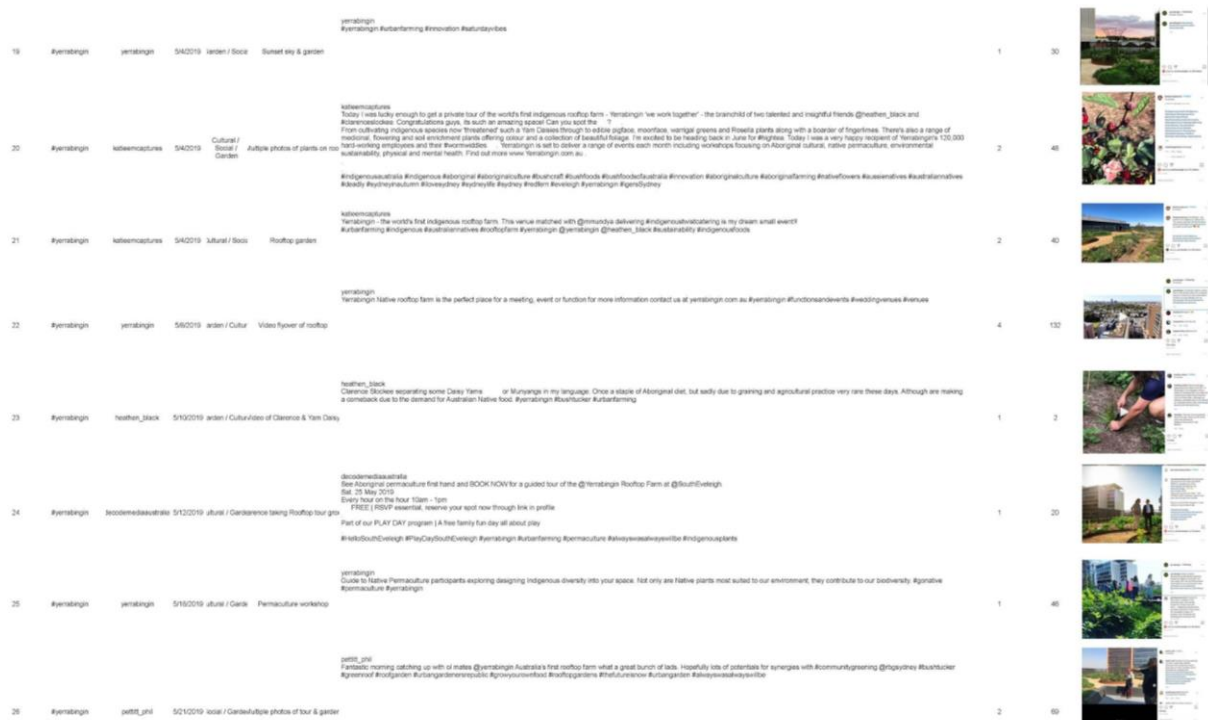 yerrabingin
#yerrabingin #urbanfarming #innovation #saturdayvibes
19 #yerrabingin yerrabingin 5/4/2019 iarden / Socia Sunset sky & garden 1 30
katieemcaptures
Today I was lucky enough to get a private tour of the world's first indigenous rooftop farm - Yerrabingin 'we work together' - the brainchild of two talented and insightful friends @heathen_black and
#clarenceslockee. Congratulations guys, its such an amazing space! Can you spot the ?
From cultivating indigenous species now 'threatened' such a Yam Daisies through to edible pigface, moonface, warrigal greens and Rosella plants along with a boarder of fingerlimes. There's also a range of
medicinal, flowering and soil enrichment plants offering colour and a collection of beautiful foliage. I'm excited to be heading back in June for #highteas. Today I was a very happy recipient of Yerrabingin's 120,000
hard-working employees and their #wormwiddles . Yerrabingin is set to deliver a range of events each month including workshops focusing on Aboriginal cultural, native permaculture, environmental
sustainability, physical and mental health. Find out more www.Yerrabingin.com.au .
#indigenousaustralia #indigenous #aboriginal #aboriginalculture #bushcraft #bushfoods #bushfoodsofaustralia #innovation #aboriginalculture #aboriginalfarming #nativeflowers #aussienatives #australiannatives
#deadly #sydneyinautumn #ilovesydney #sydneylife #sydney #redfern #eveleigh #yerrabingin #igersSydney
20 #yerrabingin katieemcaptures 5/4/2019 Cultural / Social / Garden Aultiple photos of plants on roo 2 48
katieemcaptures
Yerrabingin - the world's first indigenous rooftop farm. This venue matched with @mmundya delivering #indigenoustwistcatering is my dream small event!!
#urbanfarming #indigenous #australiannatives #rooftopfarm #yerrabingin @yerrabingin @heathen_black #sustainability #indigenousfoods
21 #yerrabingin katieemcaptures 5/4/2019 Jultural / Socia Rooftop garden 2 40
yerrabingin
Yerrabingin Native rooftop farm is the perfect place for a meeting, event or function for more information contact us at yerrabingin.com.au #yerrabingin #functionsandevents #weddingvenues #venues
22 #yerrabingin yerrabingin 5/8/2019 arden / Cultur Video flyover of rooftop 4 132
heathen_black
Clarence Slockee separating some Daisy Yams or Munyange in my language. Once a staple of Aboriginal diet, but sadly due to graining and agricultural practice very rare these days. Although are making
a comeback due to the demand for Australian Native food. #yerrabingin #bushtucker #urbanfarming
23 #yerrabingin heathen_black 5/10/2019 arden / Cultur Video of Clarence & Yam Daisy 1 2
decodemediaaustralia
See Aboriginal permaculture first hand and BOOK NOW for a guided tour of the @Yerrabingin Rooftop Farm at @SouthEveleigh.
Sat, 25 May 2019
Every hour on the hour 10am - 1pm
FREE | RSVP essential, reserve your spot now through link in profile
Part of our PLAY DAY program | A free family fun day all about play
#HelloSouthEveleigh #PlayDaySouthEveleigh #yerrabingin #urbanfarming #permaculture #alwayswasalwayswillbe #indigenousplants
24 #yerrabingin decodemediaaustralia 5/12/2019 ultural / Garde arence taking Rooftop tour grou 1 20
yerrabingin
Guide to Native Permaculture participants exploring designing Indigenous diversity into your space. Not only are Native plants most suited to our environment, they contribute to our biodiversity. #gonative
#permaculture #yerrabingin
25 #yerrabingin yerrabingin 5/16/2019 ultural / Garde Permaculture workshop 1 46
pettitt_phil
Fantastic morning catching up with ol mates @yerrabingin Australia's first rooftop farm what a great bunch of lads. Hopefully lots of potentials for synergies with #communitygreening @rbgsydney #bushtucker
#greenroof #roofgarden #urbangardenersrepublic #growyourownfood #rooftopgardens #thefutureisnow #urbangarden #alwayswasalwayswillbe
26 #yerrabingin pettitt_phil 5/21/2019 iocial / Garde Aultiple photos of tour & garden 2 69